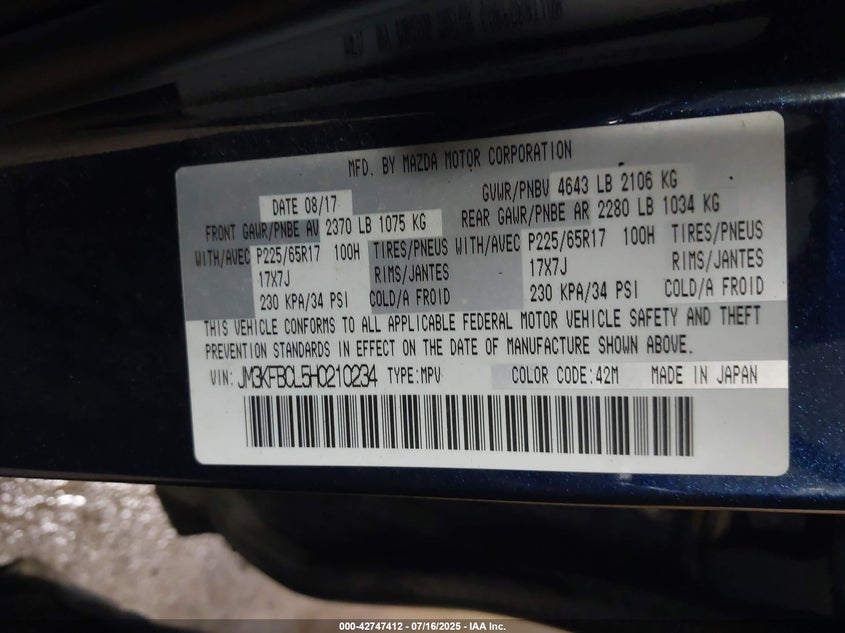 MFD. BY MAZDA MOTOR CORPORATION
DATE 08/17 GVWR/PNBV 4643 LB 2106 KG
FRONT GAWR/PNBE AV 2370 LB 1075 KG REAR GAWR/PNBE AR 2280 LB 1034 KG
WITH/AVEC P225/65R17 100H TIRES/PNEUS WITH/AVEC P225/65R17 100H TIRES/PNEUS
17X7J RIMS/JANTES 17X7J RIMS/JANTES
230 KPA/34 PSI COLD/A FROID 230 KPA/34 PSI COLD/A FROID
THIS VEHICLE CONFORMS TO ALL APPLICABLE FEDERAL MOTOR VEHICLE SAFETY AND THEFT
PREVENTION STANDARDS IN EFFECT ON THE DATE OF MANUFACTURE SHOWN ABOVE.
VIN: JM3KFBCL5H0210234 TYPE:MPV COLOR CODE:42M MADE IN JAPAN
000-42747412 - 07/16/2025 - IAA Inc.